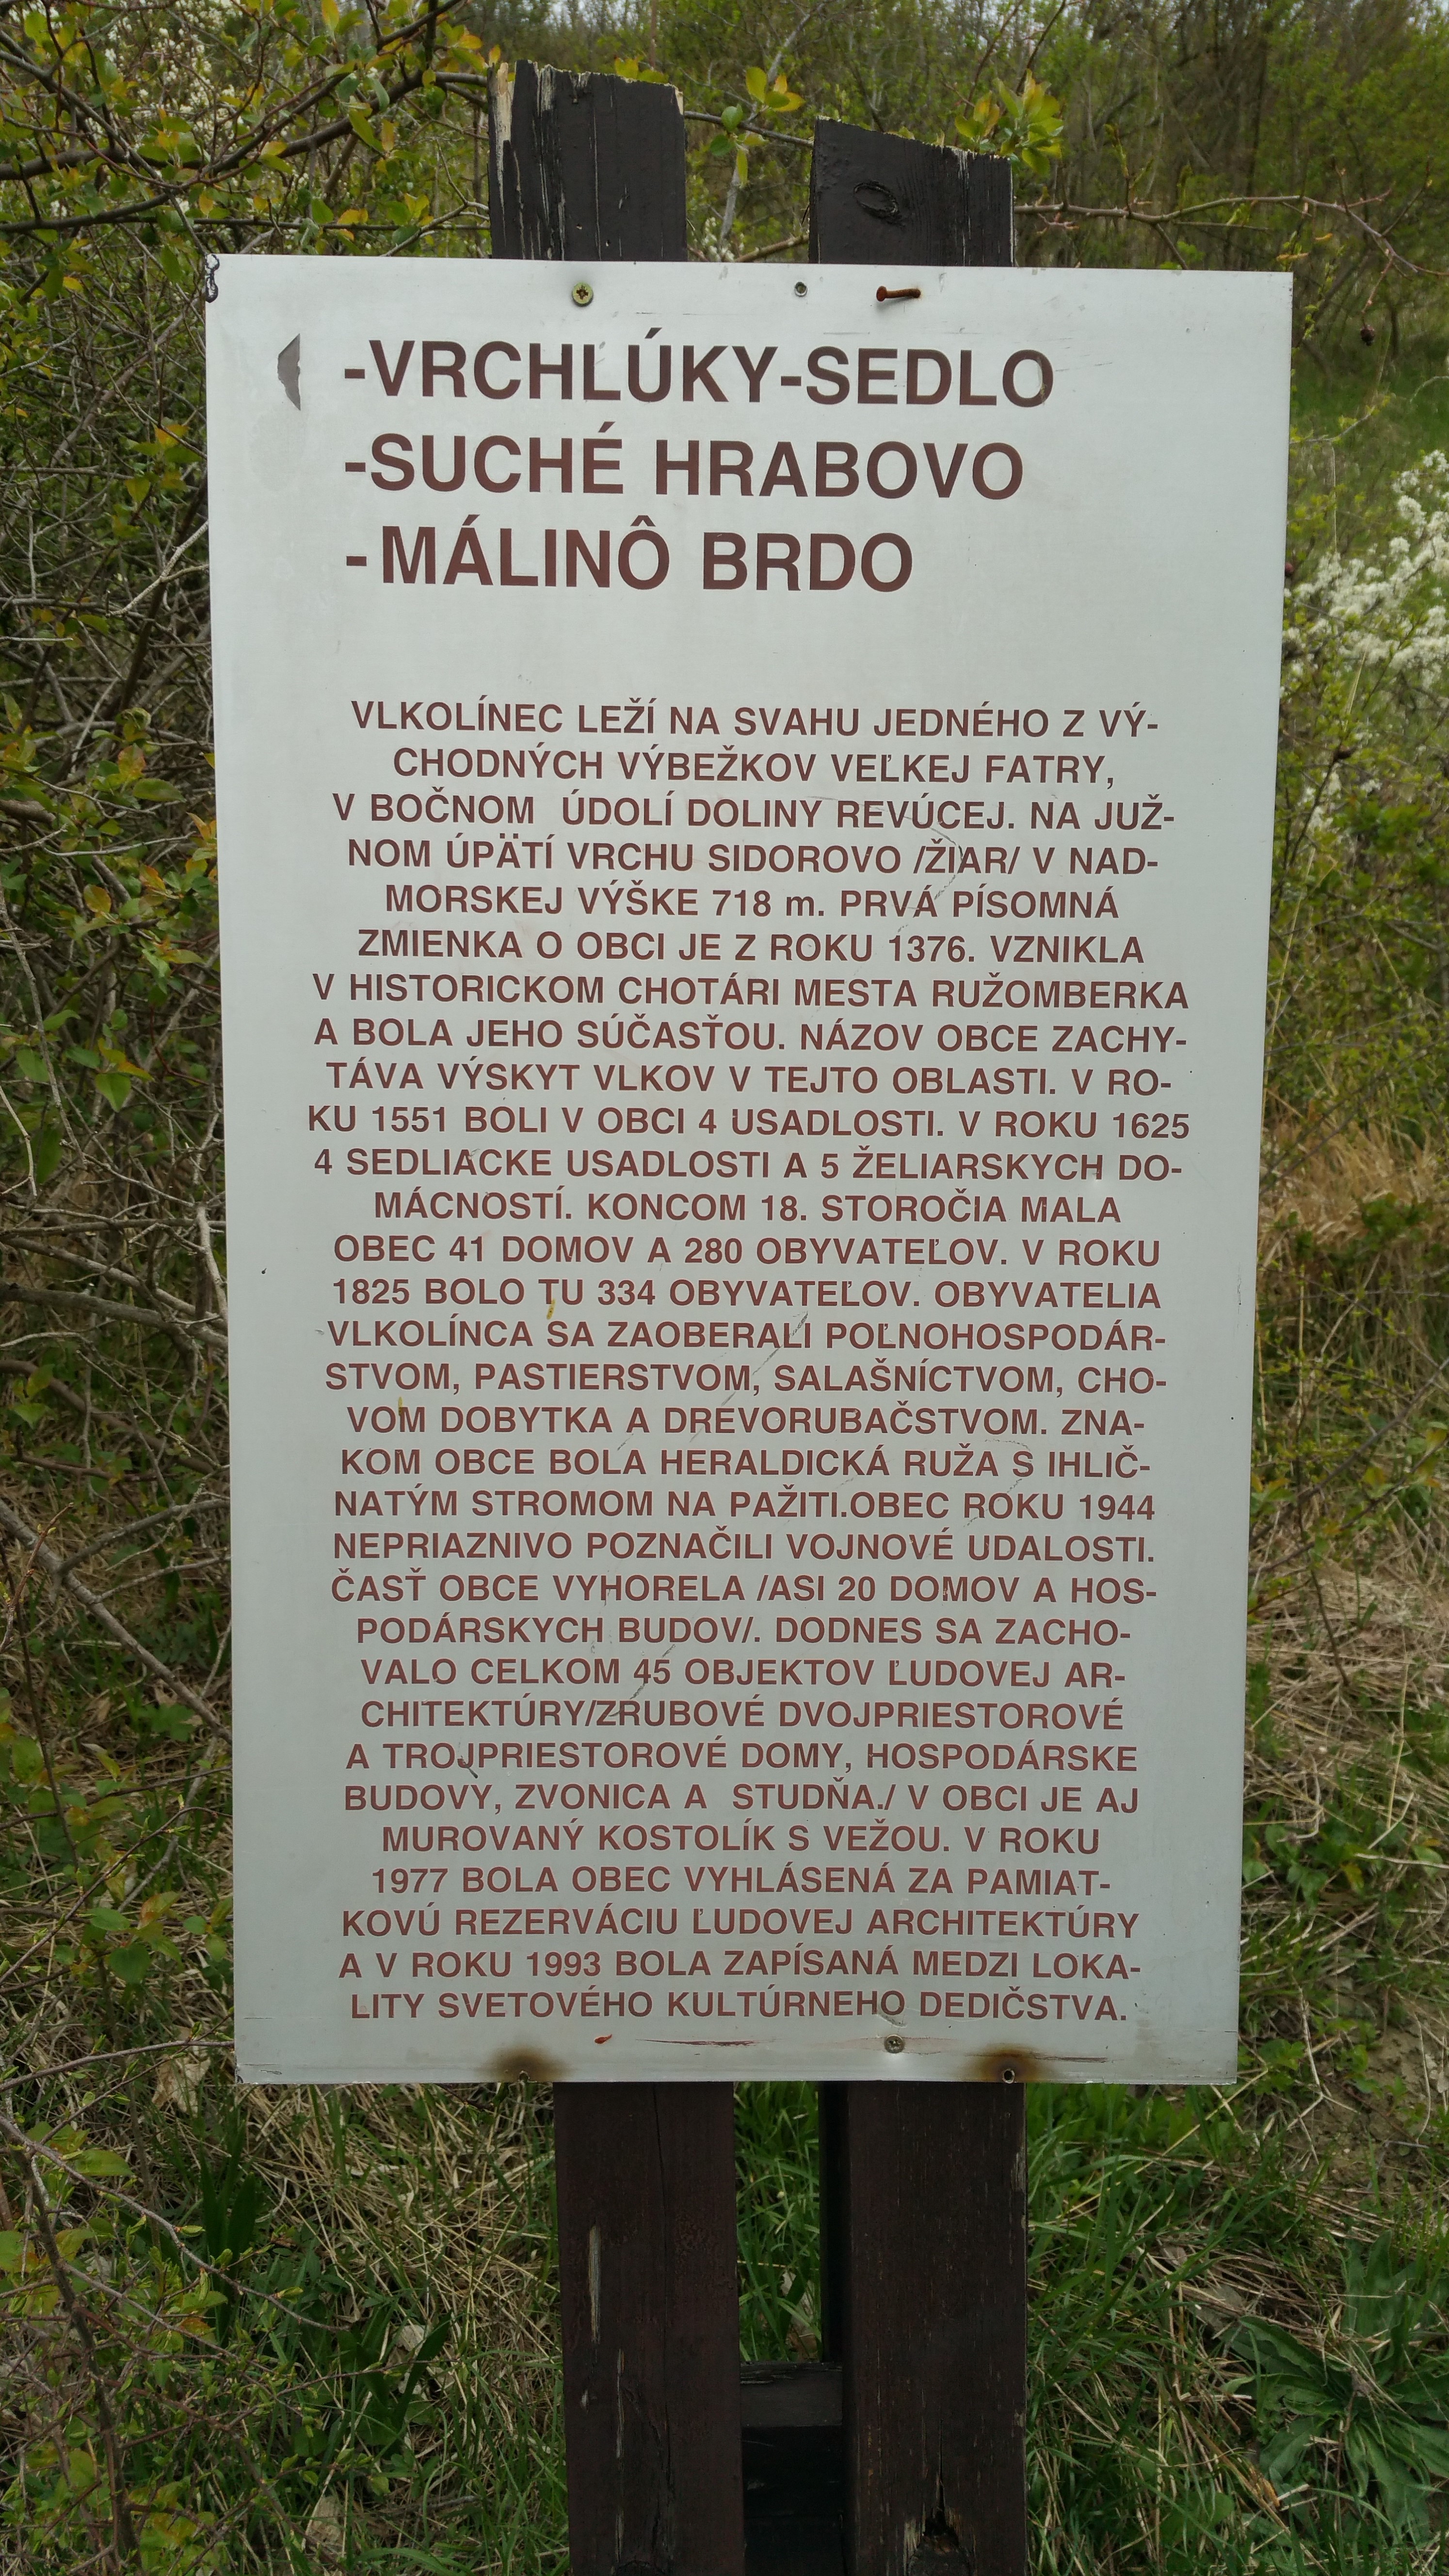 -VRCHLÚKY-SEDLO
-SUCHÉ HRABOVO
-MÁLINÔ BRDO
VLKOLÍNEC LEŽÍ NA SVAHU JEDNÉHO Z VÝ-
CHODNÝCH VÝBEŽKOV VEĽKEJ FATRY,
V BOČNOM ÚDOLÍ DOLINY REVÚCEJ. NA JUŽ-
NOM ÚPÄTÍ VRCHU SIDOROVO /ŽIAR/ V NAD-
MORSKEJ VÝŠKE 718 m. PRVÁ PÍSOMNÁ
ZMIENKA O OBCI JE Z ROKU 1376. VZNIKLA
V HISTORICKOM CHOTÁRI MESTA RUŽOMBERKA
A BOLA JEHO SÚČASŤOU. NÁZOV OBCE ZACHY-
TÁVA VÝSKYT VLKOV V TEJTO OBLASTI. V RO-
KU 1551 BOLI V OBCI 4 USADLOSTI. V ROKU 1625
4 SEDLIACKE USADLOSTI A 5 ŽELIARSKYCH DO-
MÁCNOSTÍ. KONCOM 18. STOROČIA MALA
OBEC 41 DOMOV A 280 OBYVATEĽOV. V ROKU
1825 BOLO TU 334 OBYVATEĽOV. OBYVATELIA
VLKOLÍNCA SA ZAOBERALI POĽNOHOSPODÁR-
STVOM, PASTIERSTVOM, SALAŠNÍCTVOM, CHO-
VOM DOBYTKA A DREVORUBAČSTVOM. ZNA-
KOM OBCE BOLA HERALDICKÁ RUŽA S IHLIČ-
NATÝM STROMOM NA PAŽITI.OBEC ROKU 1944
NEPRIAZNIVO POZNAČILI VOJNOVÉ UDALOSTI.
ČASŤ OBCE VYHORELA /ASI 20 DOMOV A HOS-
PODÁRSKYCH BUDOV/. DODNES SA ZACHO-
VALO CELKOM 45 OBJEKTOV ĽUDOVEJ AR-
CHITEKTÚRY/ZRUBOVÉ DVOJPRIESTOROVÉ
A TROJPRIESTOROVÉ DOMY, HOSPODÁRSKE
BUDOVY, ZVONICA A STUDŇA./ V OBCI JE AJ
MUROVANÝ KOSTOLÍK S VEŽOU. V ROKU
1977 BOLA OBEC VYHLÁSENÁ ZA PAMIAT-
KOVÚ REZERVÁCIU ĽUDOVEJ ARCHITEKTÚRY
A V ROKU 1993 BOLA ZAPÍSANÁ MEDZI LOKA-
LITY SVETOVÉHO KULTÚRNEHO DEDIČSTVA.